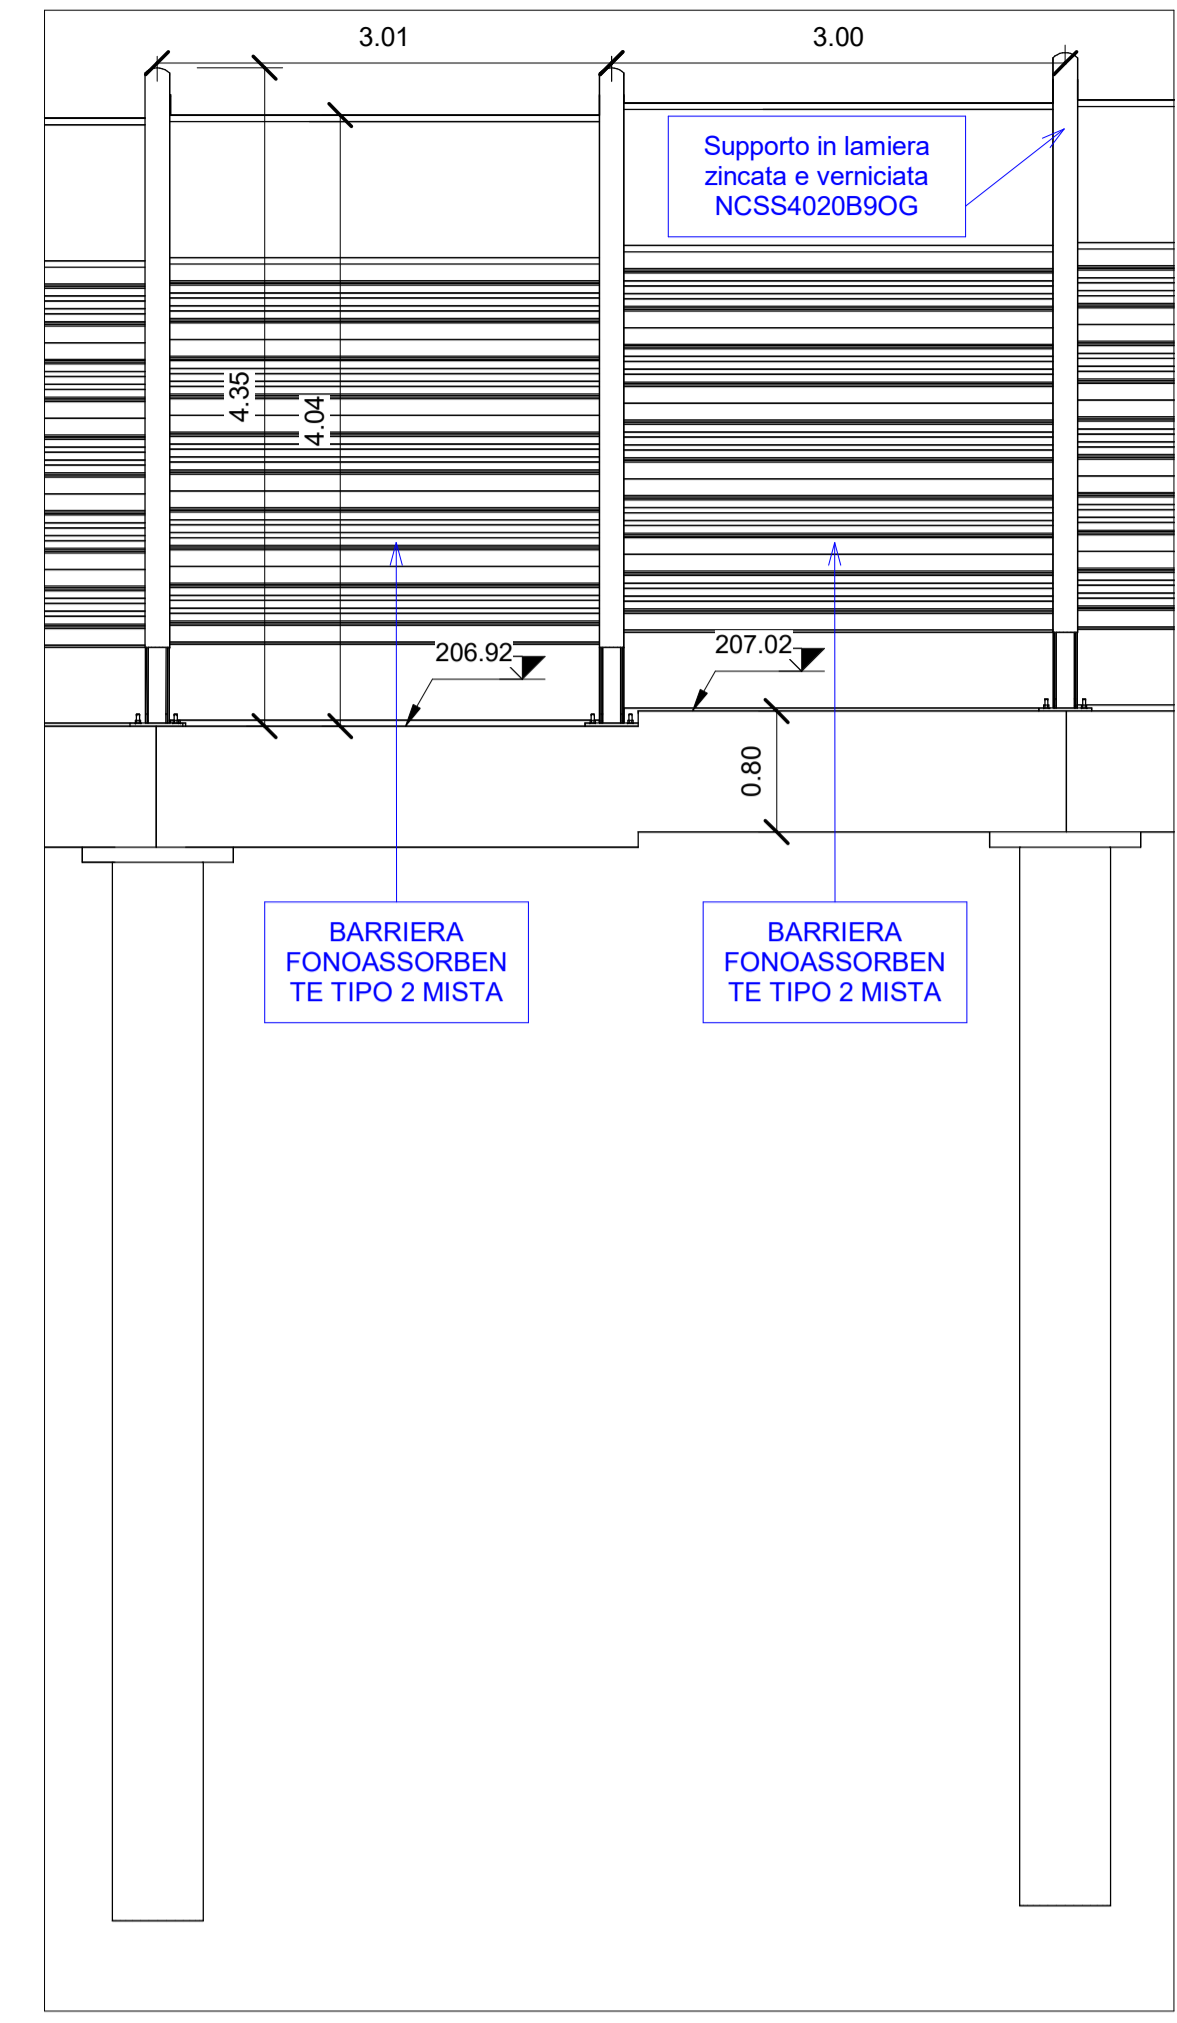 3.01
3.00
Supporto in lamiera
zincata e verniciata
NCSS4020B9OG
4.35
4.04
206.92
207.02
0.80
BARRIERA
FONOASSORBEN
TE TIPO 2 MISTA
BARRIERA
FONOASSORBEN
TE TIPO 2 MISTA